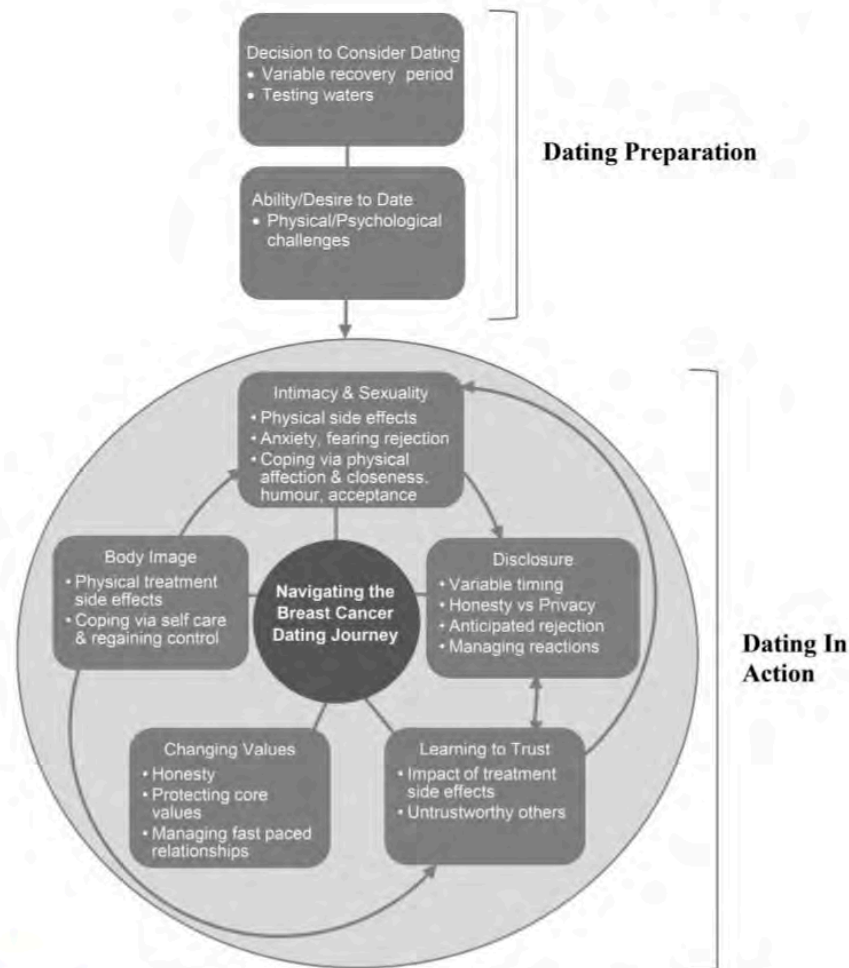 Decision to Consider Dating
• Variable recovery period
• Testing waters
Dating Preparation
Ability/Desire to Date
• Physical/Psychological
challenges
Intimacy & Sexuality
• Physical side effects
• Anxiety, fearing rejection
• Coping via physical
affection & closeness,
humour, acceptance
Body Image
• Physical treatment
side effects
• Coping via self care
& regaining control
Navigating the
Breast Cancer
Dating Journey
Disclosure
• Variable timing
• Honesty vs Privacy
• Anticipated rejection
• Managing reactions
Dating In
Action
Changing Values
• Honesty
• Protecting core
values
• Managing fast paced
relationships
Learning to Trust
• Impact of treatment
side effects
• Untrustworthy others